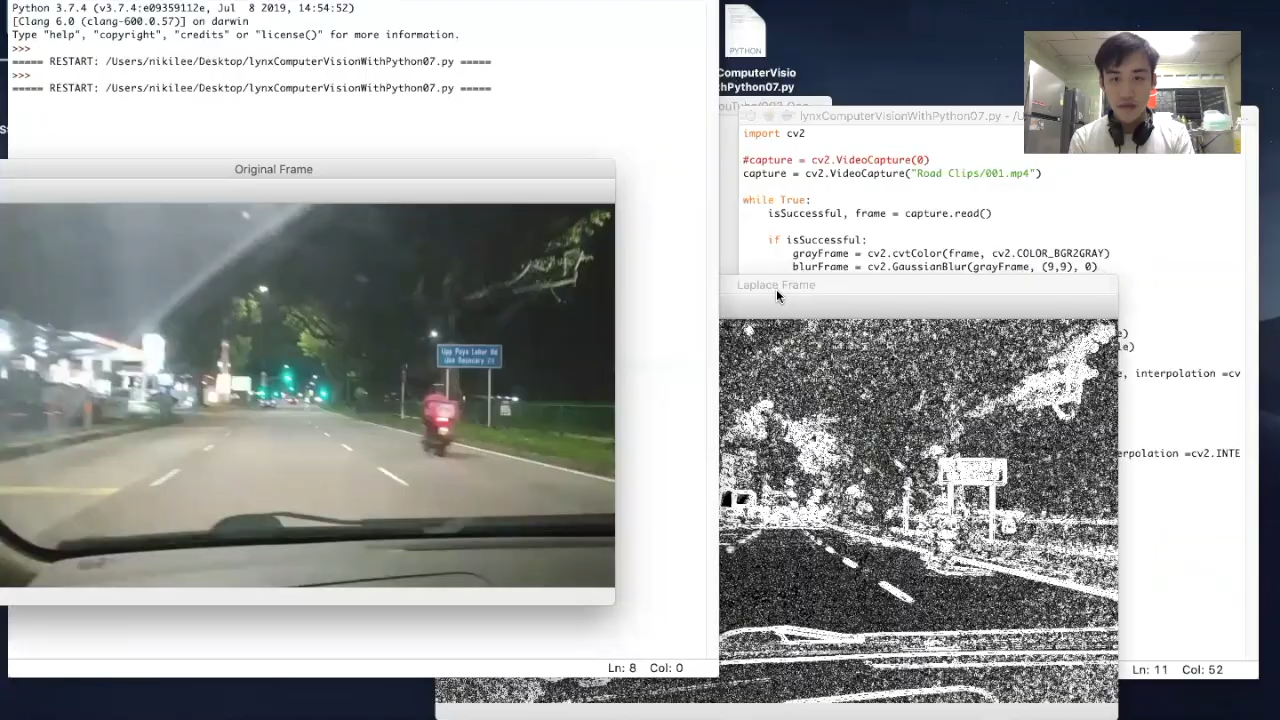 Python 3.7.4 (v3.7.4:e09359112e, Jul  8 2019, 14:54:52)
[Clang 6.0 (clang-600.0.57)] on darwin
"help", "copyright", "credits" or "license()" for more information.
>>>
===== RESTART: /Users/nikilee/Desktop/lynxComputerVisionWithPython07.py =====
>>>
===== RESTART: /Users/nikilee/Desktop/lynxComputerVisionWithPython07.py =====
Original Frame
Upp Paya Lebar Rd
Ln: 8 Col: 0
PYTHON
ComputerVisio
thPython07.py
lynxComputerVisionWithPython07.py - /U
import cv2
#capture = cv2.VideoCapture(0)
capture = cv2.VideoCapture("Road Clips/001.mp4")
while True:
isSuccessful, frame = capture.read()
if isSuccessful:
grayFrame = cv2.cvtColor(frame, cv2.COLOR_BGR2GRAY)
blurFrame = cv2.GaussianBlur(grayFrame, (9,9), 0)
Laplace Frame
e)
le)
e, interpolation =cv
erpolation =cv2.INTE
Ln: 11 Col: 52